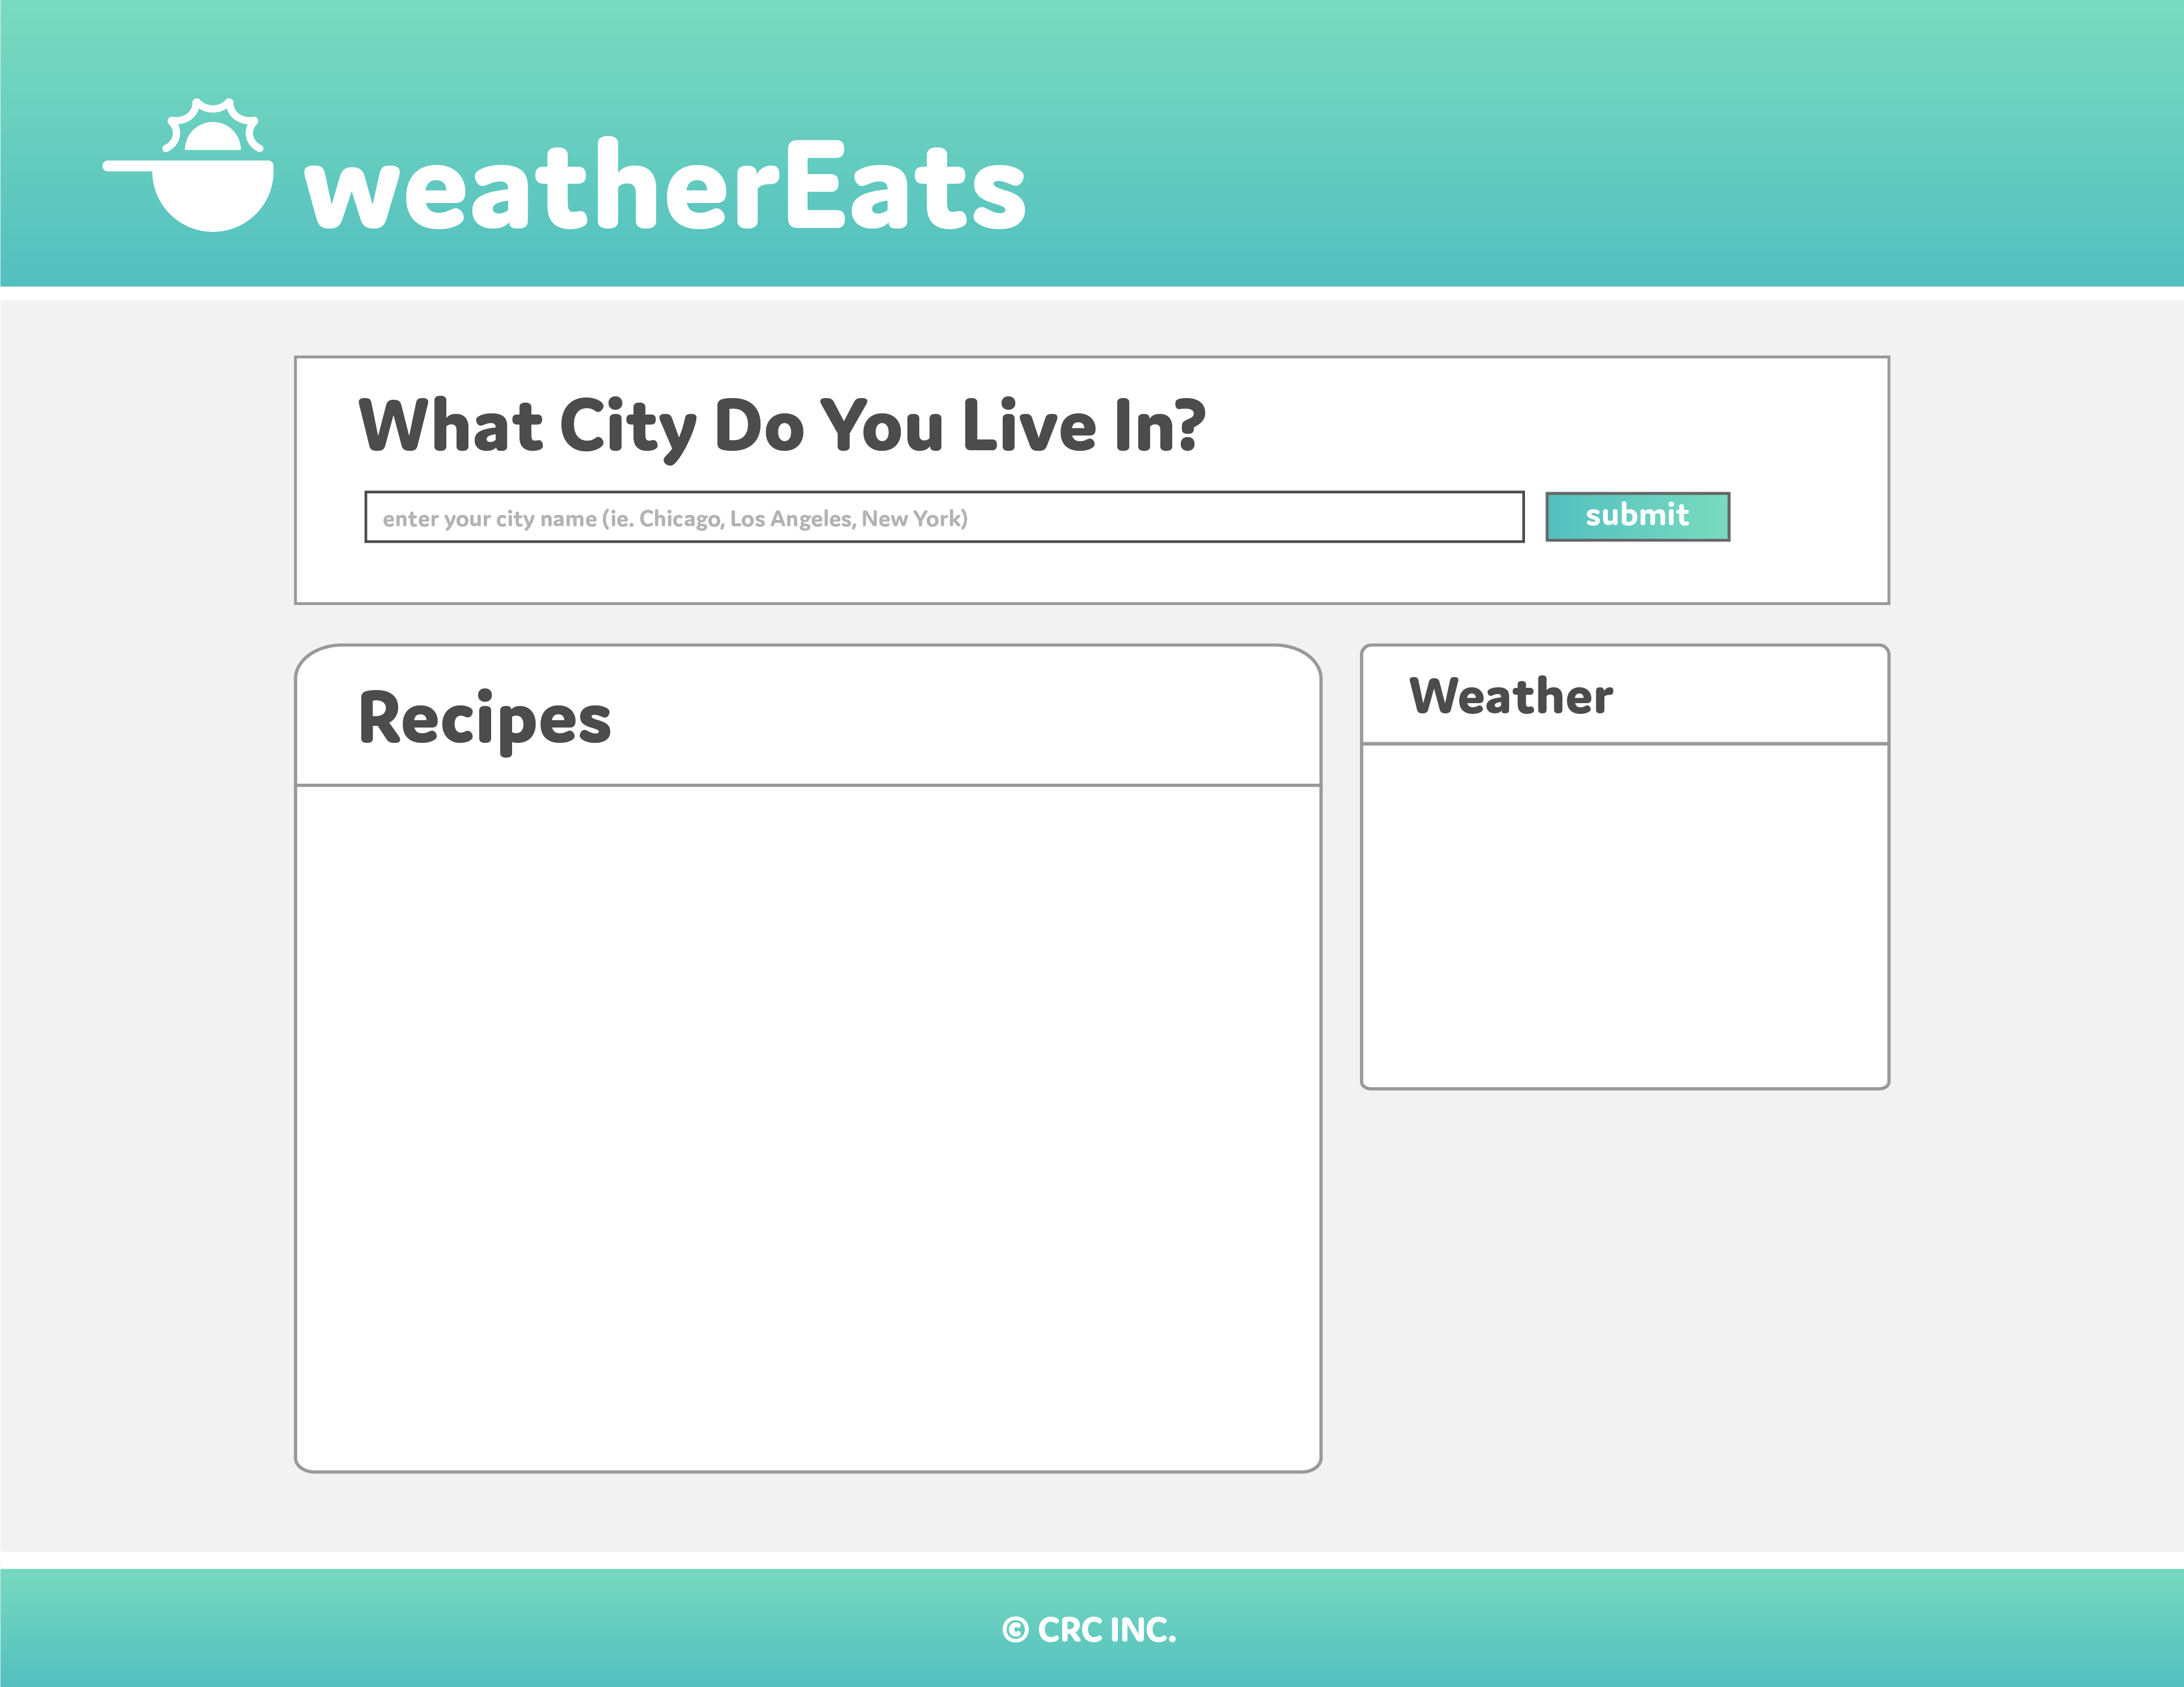 weatherEats
What City Do You Live In?
enter your city name (ie. Chicago, Los Angeles, New York)
submit
Recipes
Weather
© CRC INC.